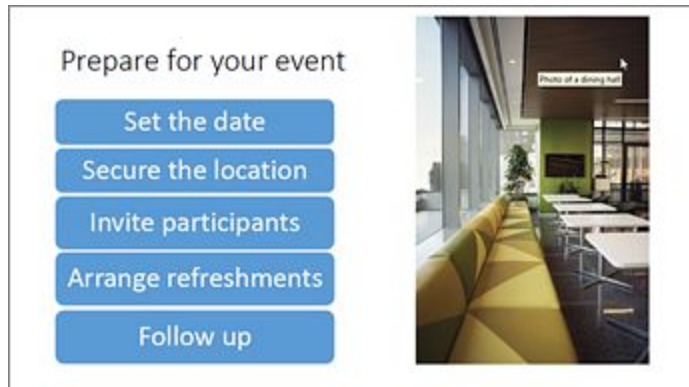 Prepare for your event
Set the date
Secure the location
Invite participants
Arrange refreshments
Follow up
Photo of a dining hall